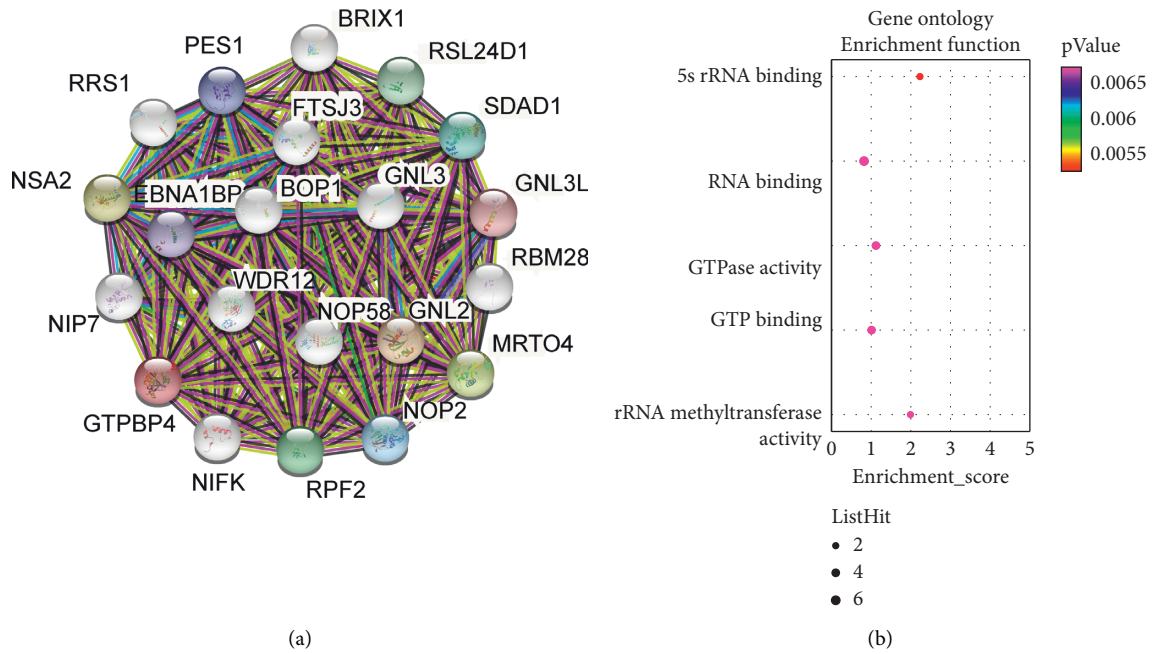 BRIX1
PES1
RSL24D1
RRS1
FTSJ3
SDAD1
NSA2
EBNA1BP
BOP1
GNL3
GNL3L
RBM28
WDR12
NIP7
NOP58
GNL2
MRTO4
GTPBP4
NOP2
NIFK
RPF2
(a)
Gene ontology
Enrichment function
5s rRNA binding
RNA binding
GTPase activity
GTP binding
rRNA methyltransferase
activity
0 1 2 3 4 5
Enrichment_score
pValue
0.0065
0.006
0.0055
ListHit
2
4
6
(b)